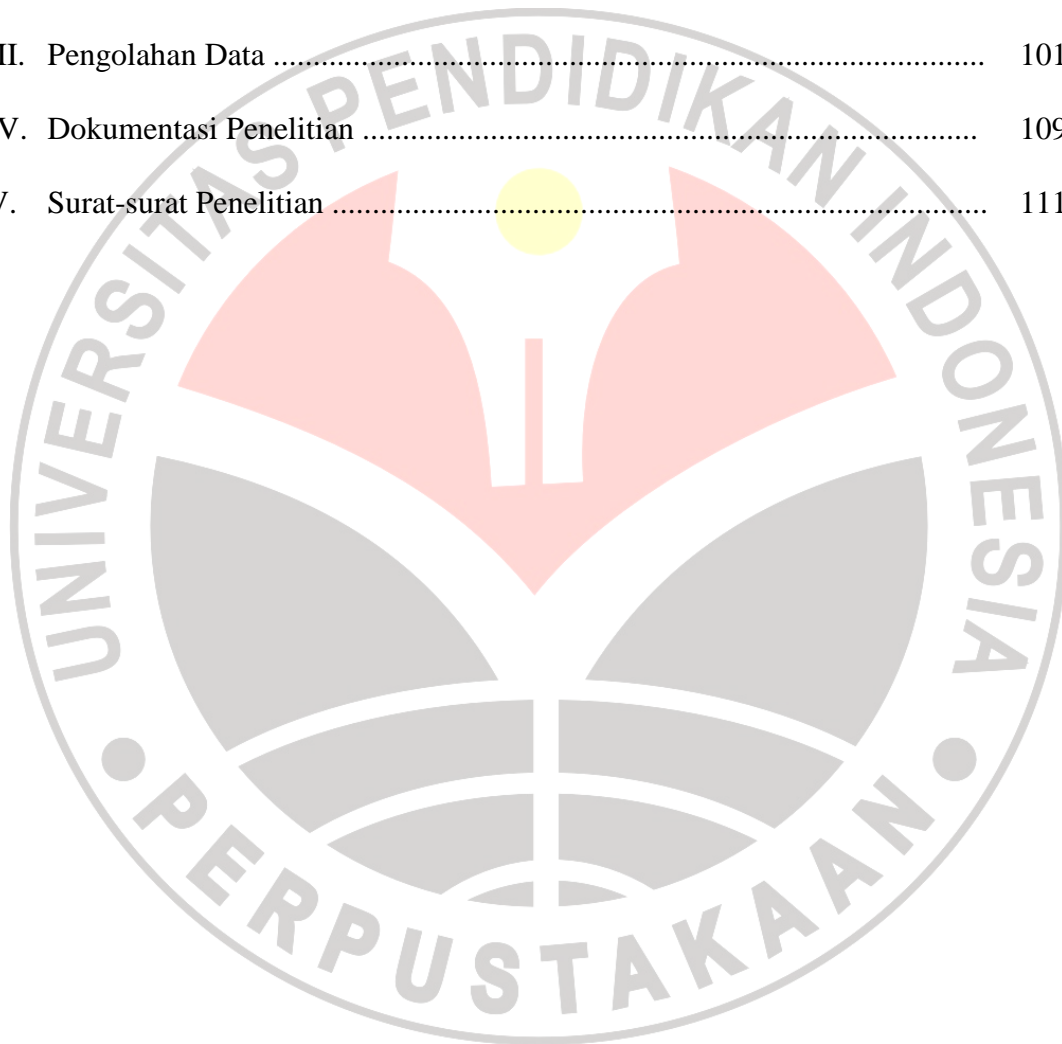 II. Pengolahan Data ............................................................................................. 101
V. Dokumentasi Penelitian ................................................................................ 109
V. Surat-surat Penelitian ..................................................................................... 111
UNIVERSITAS PENDIDIKAN INDONESIA
PERPUSTAKAAN